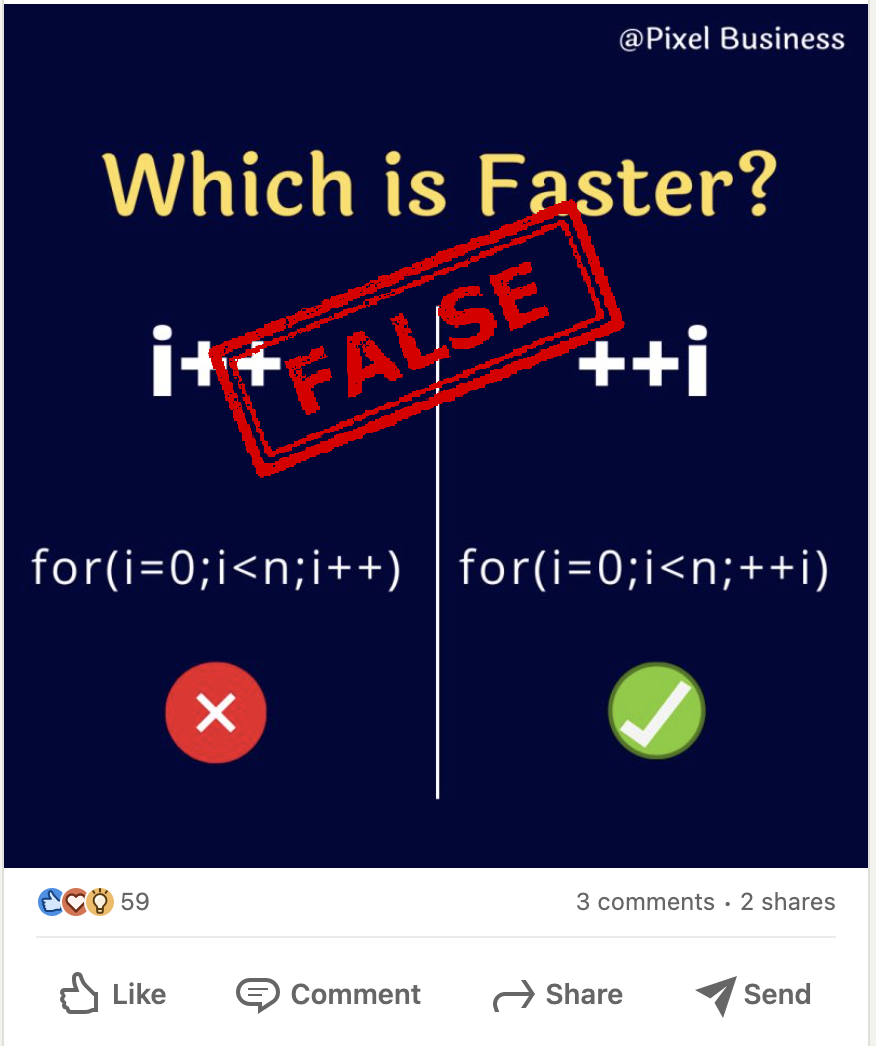 @Pixel Business
Which is Faster?
FALSE
i++
++i
for(i=0;i<n;i++)
for(i=0;i<n;++i)
59
3 comments · 2 shares
Like
Comment
Share
Send